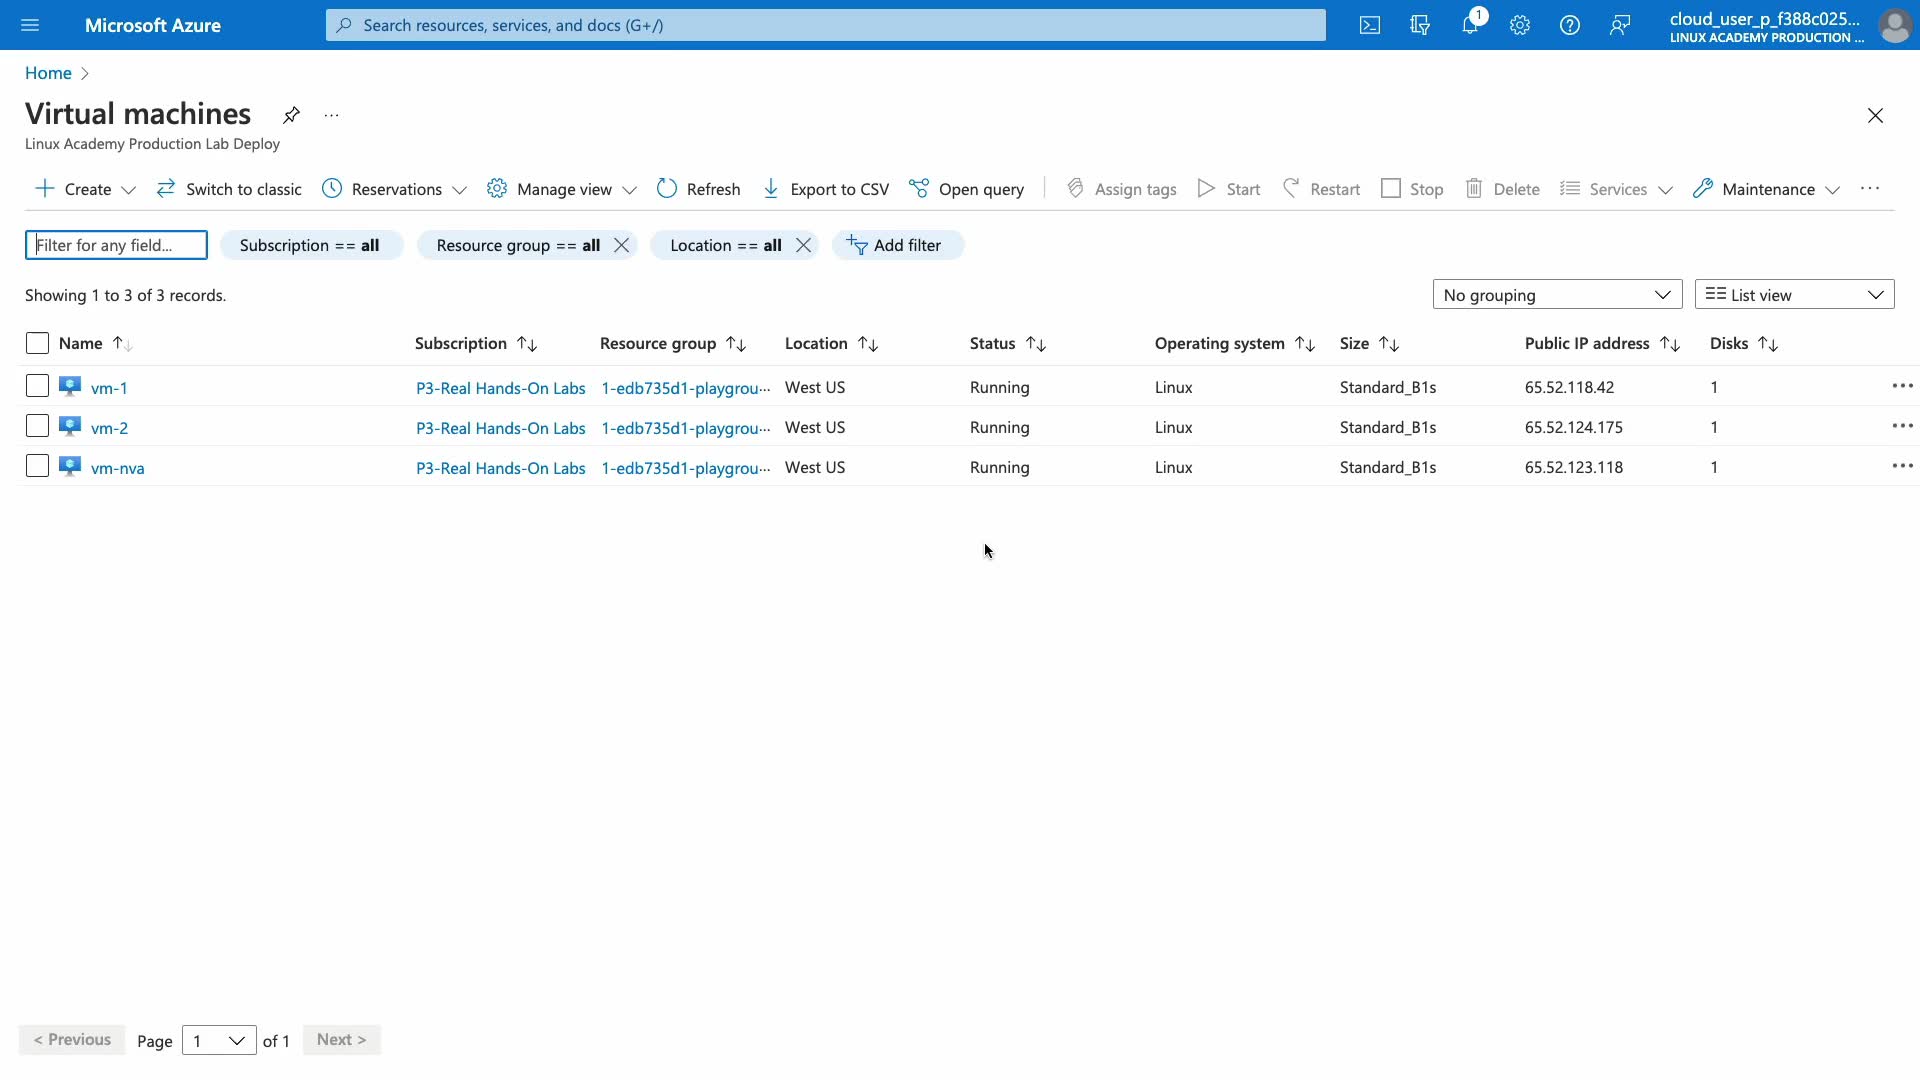 Microsoft Azure
Search resources, services, and docs (G+/)
1
cloud_user_p_f388c025...
LINUX ACADEMY PRODUCTION ...
Home
Virtual machines
...
Linux Academy Production Lab Deploy
Create
Switch to classic
Reservations
Manage view
Refresh
Export to CSV
Open query
Assign tags
Start
Restart
Stop
Delete
Services
Maintenance
...
Filter for any field...
Subscription == all
Resource group == all
Location == all
Add filter
Showing 1 to 3 of 3 records.
No grouping
List view
Name Subscription Resource group Location Status Operating system Size Public IP address Disks
vm-1 P3-Real Hands-On Labs 1-edb735d1-playgrou... West US Running Linux Standard_B1s 65.52.118.42 1 ...
vm-2 P3-Real Hands-On Labs 1-edb735d1-playgrou... West US Running Linux Standard_B1s 65.52.124.175 1 ...
vm-nva P3-Real Hands-On Labs 1-edb735d1-playgrou... West US Running Linux Standard_B1s 65.52.123.118 1 ...
< Previous Page 1 of 1 Next >